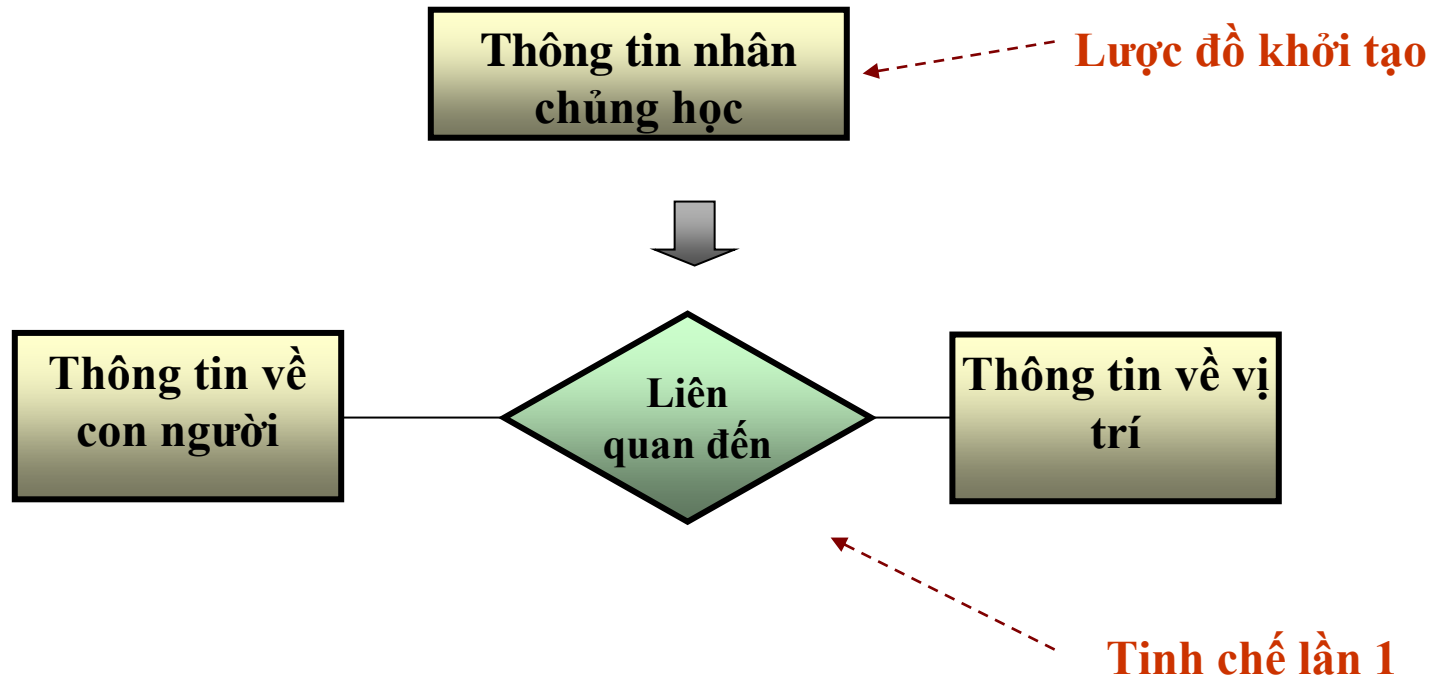 Thông tin nhân
chủng học
Lược đồ khởi tạo
Thông tin về
con người
Liên
quan đến
Thông tin về vị
trí
Tinh chế lần 1